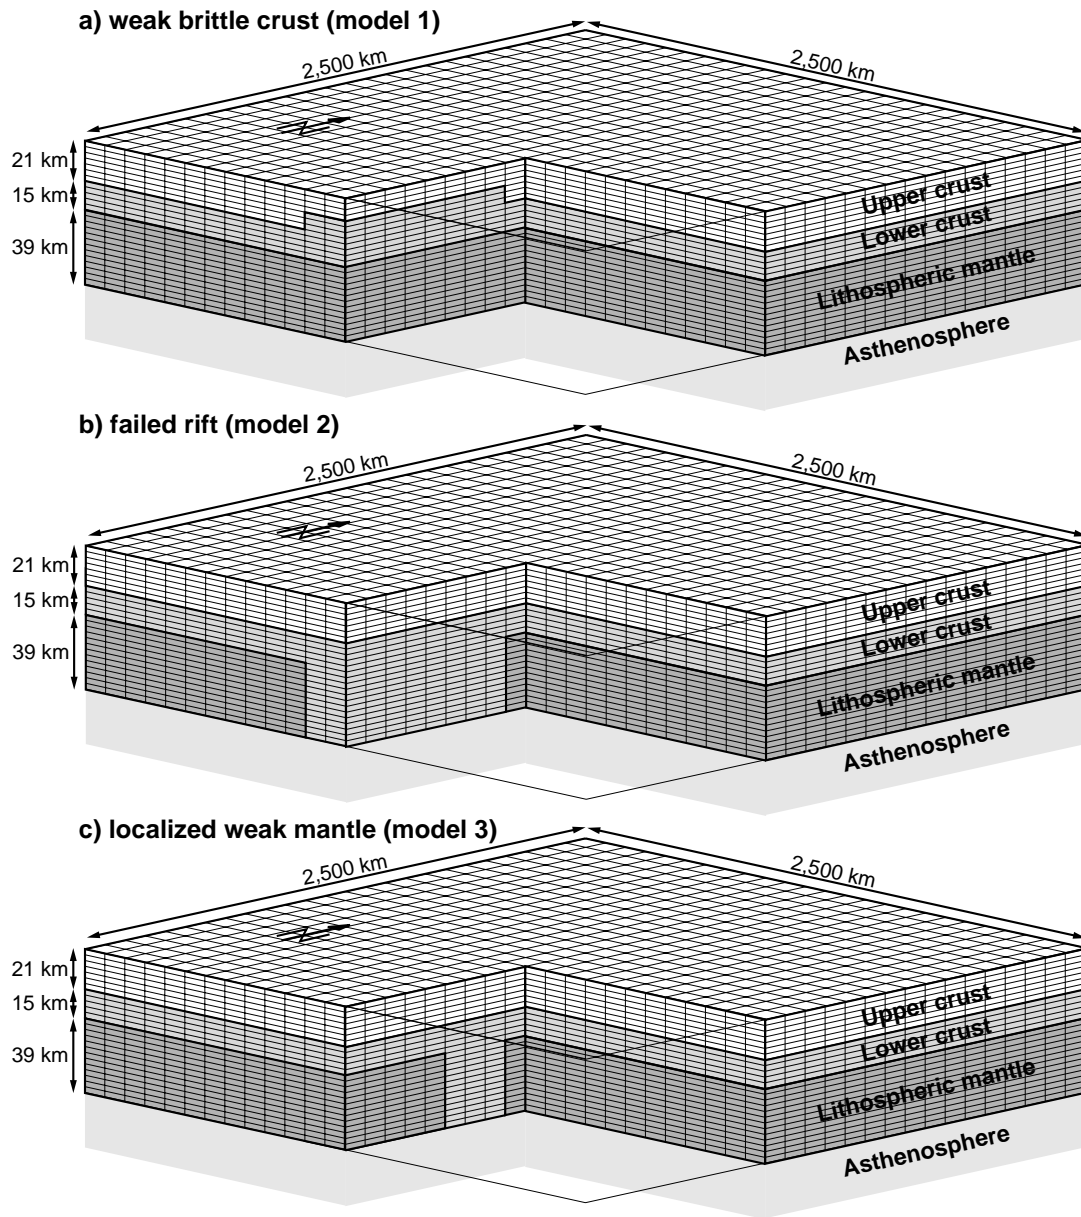 a) weak brittle crust (model 1)
2,500 km
2,500 km
21 km
15 km
39 km
Upper crust
Lower crust
Lithospheric mantle
Asthenosphere
b) failed rift (model 2)
2,500 km
2,500 km
21 km
15 km
39 km
Upper crust
Lower crust
Lithospheric mantle
Asthenosphere
c) localized weak mantle (model 3)
2,500 km
2,500 km
21 km
15 km
39 km
Upper crust
Lower crust
Lithospheric mantle
Asthenosphere